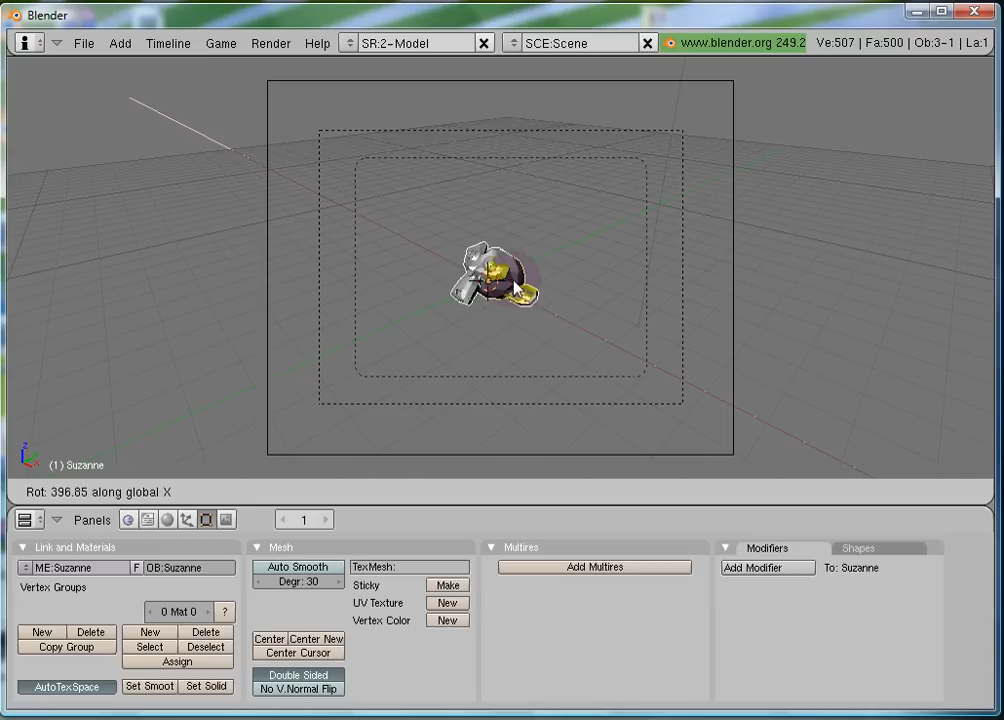 Blender
File Add Timeline Game Render Help SR:2-Model SCE:Scene www.blender.org 249.2 Ve:507 | Fa:500 | Ob:3-1 | La:1
z
x
(1) Suzanne
Rot: 396.85 along global X
Panels 1
Link and Materials Mesh Multires Modifiers Shapes
ME:Suzanne F OB:Suzanne Auto Smooth TexMesh: Add Multires Add Modifier To: Suzanne
Vertex Groups Degr: 30 Sticky Make
0 Mat 0 ? UV Texture New
Vertex Color New
New Delete New Delete Center Center New
Copy Group Select Deselect Center Cursor
Assign
Double Sided
AutoTexSpace Set Smoot Set Solid No V.Normal Flip